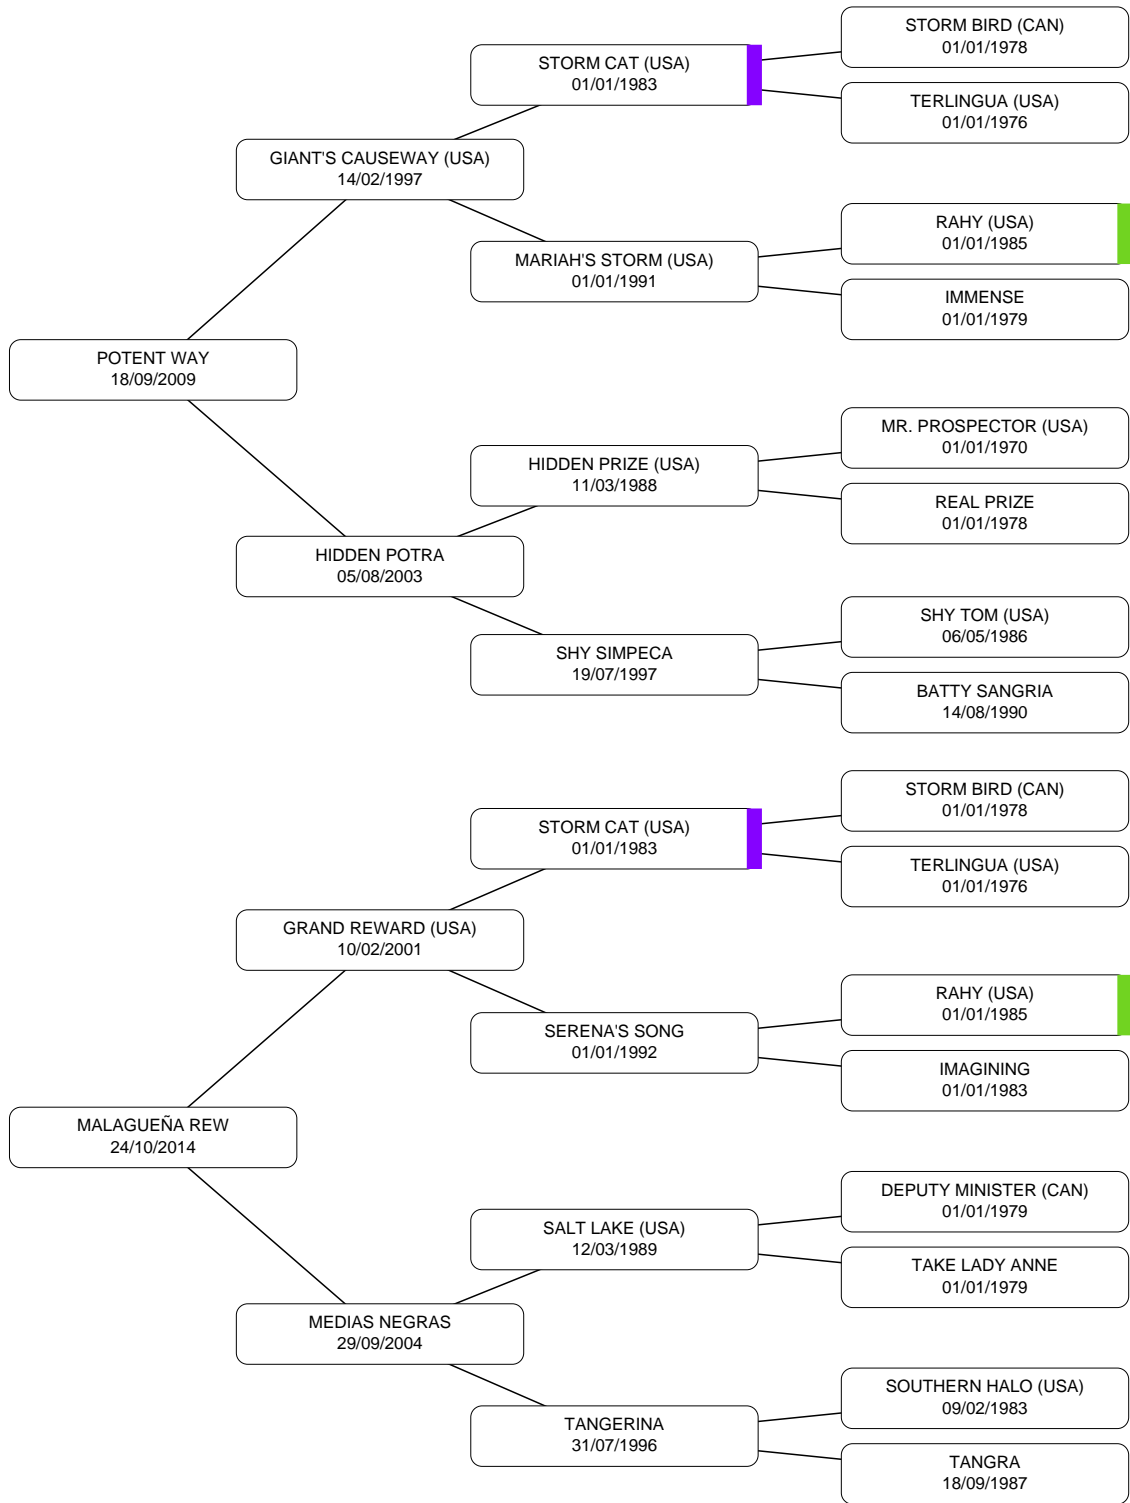 STORM BIRD (CAN)
01/01/1978
STORM CAT (USA)
01/01/1983
TERLINGUA (USA)
01/01/1976
GIANT'S CAUSEWAY (USA)
14/02/1997
RAHY (USA)
01/01/1985
MARIAH'S STORM (USA)
01/01/1991
IMMENSE
01/01/1979
POTENT WAY
18/09/2009
MR. PROSPECTOR (USA)
01/01/1970
HIDDEN PRIZE (USA)
11/03/1988
REAL PRIZE
01/01/1978
HIDDEN POTRA
05/08/2003
SHY TOM (USA)
06/05/1986
SHY SIMPECA
19/07/1997
BATTY SANGRIA
14/08/1990
STORM BIRD (CAN)
01/01/1978
STORM CAT (USA)
01/01/1983
TERLINGUA (USA)
01/01/1976
GRAND REWARD (USA)
10/02/2001
RAHY (USA)
01/01/1985
SERENA'S SONG
01/01/1992
IMAGINING
01/01/1983
MALAGUEÑA REW
24/10/2014
DEPUTY MINISTER (CAN)
01/01/1979
SALT LAKE (USA)
12/03/1989
TAKE LADY ANNE
01/01/1979
MEDIAS NEGRAS
29/09/2004
SOUTHERN HALO (USA)
09/02/1983
TANGERINA
31/07/1996
TANGRA
18/09/1987